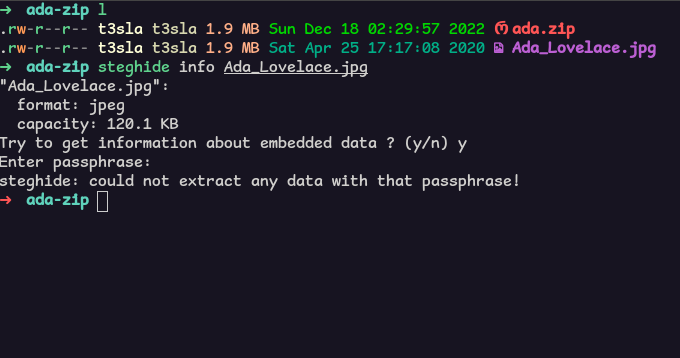 → ada-zip l
.rw-r--r-- t3sla t3sla 1.9 MB Sun Dec 18 02:29:57 2022 ada.zip
.rw-r--r-- t3sla t3sla 1.9 MB Sat Apr 25 17:17:08 2020 Ada_Lovelace.jpg
→ ada-zip steghide info Ada_Lovelace.jpg
"Ada_Lovelace.jpg":
  format: jpeg
  capacity: 120.1 KB
Try to get information about embedded data ? (y/n) y
Enter passphrase:
steghide: could not extract any data with that passphrase!
→ ada-zip